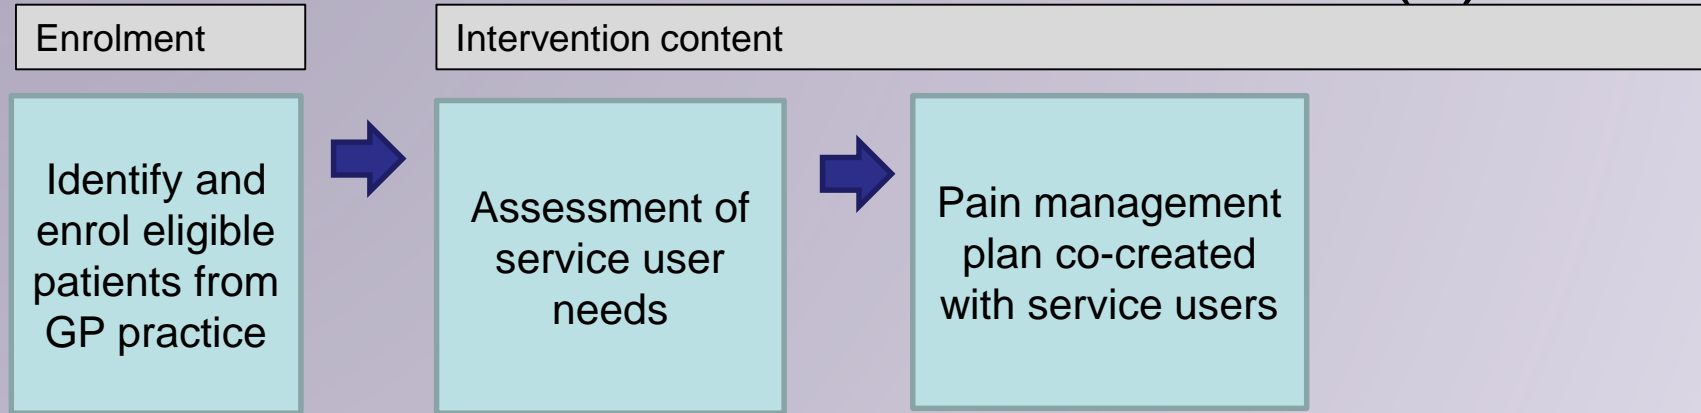 Enrolment
Intervention content
Identify and
enrol eligible
patients from
GP practice
Assessment of
service user
needs
Pain management
plan co-created
with service users